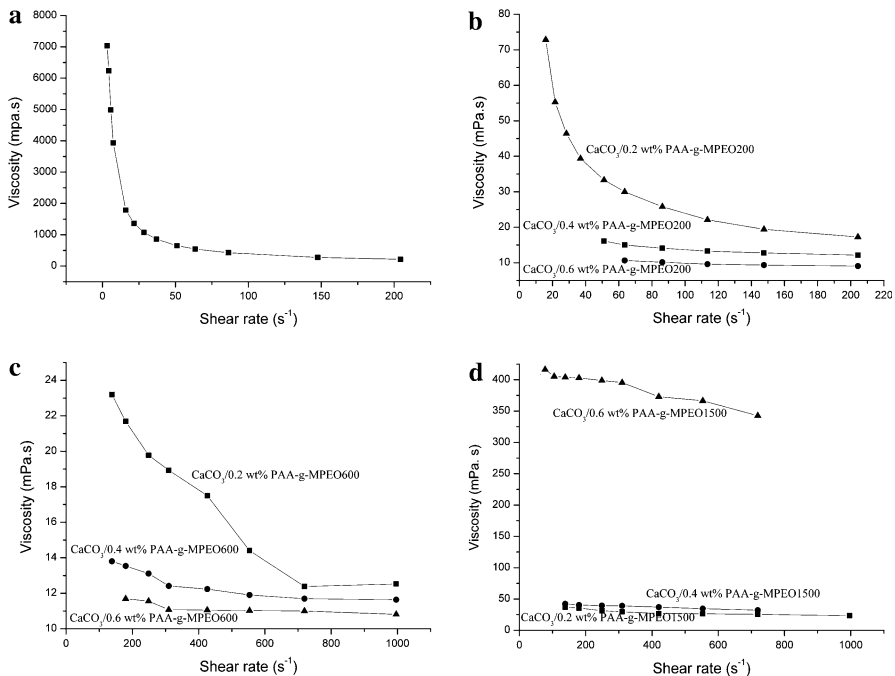 a
Viscosity (mpa.s)
8000
7000
6000
5000
4000
3000
2000
1000
0
0 50 100 150 200
Shear rate (s⁻¹)
b
Viscosity (mPa.s)
80
70
60
50
40
30
20
10
CaCO₃/0.2 wt% PAA-g-MPEO200
CaCO₃/0.4 wt% PAA-g-MPEO200
CaCO₃/0.6 wt% PAA-g-MPEO200
0 20 40 60 80 100 120 140 160 180 200 220
Shear rate (s⁻¹)
c
Viscosity (mPa.s)
24
22
20
18
16
14
12
10
CaCO₃/0.2 wt% PAA-g-MPEO600
CaCO₃/0.4 wt% PAA-g-MPEO600
CaCO₃/0.6 wt% PAA-g-MPEO600
0 200 400 600 800 1000
Shear rate (s⁻¹)
d
Viscosity (mPa. s)
400
350
300
250
200
150
100
50
0
CaCO₃/0.6 wt% PAA-g-MPEO1500
CaCO₃/0.4 wt% PAA-g-MPEO1500
CaCO₃/0.2 wt% PAA-g-MPEO1500
0 200 400 600 800 1000
Shear rate (s⁻¹)